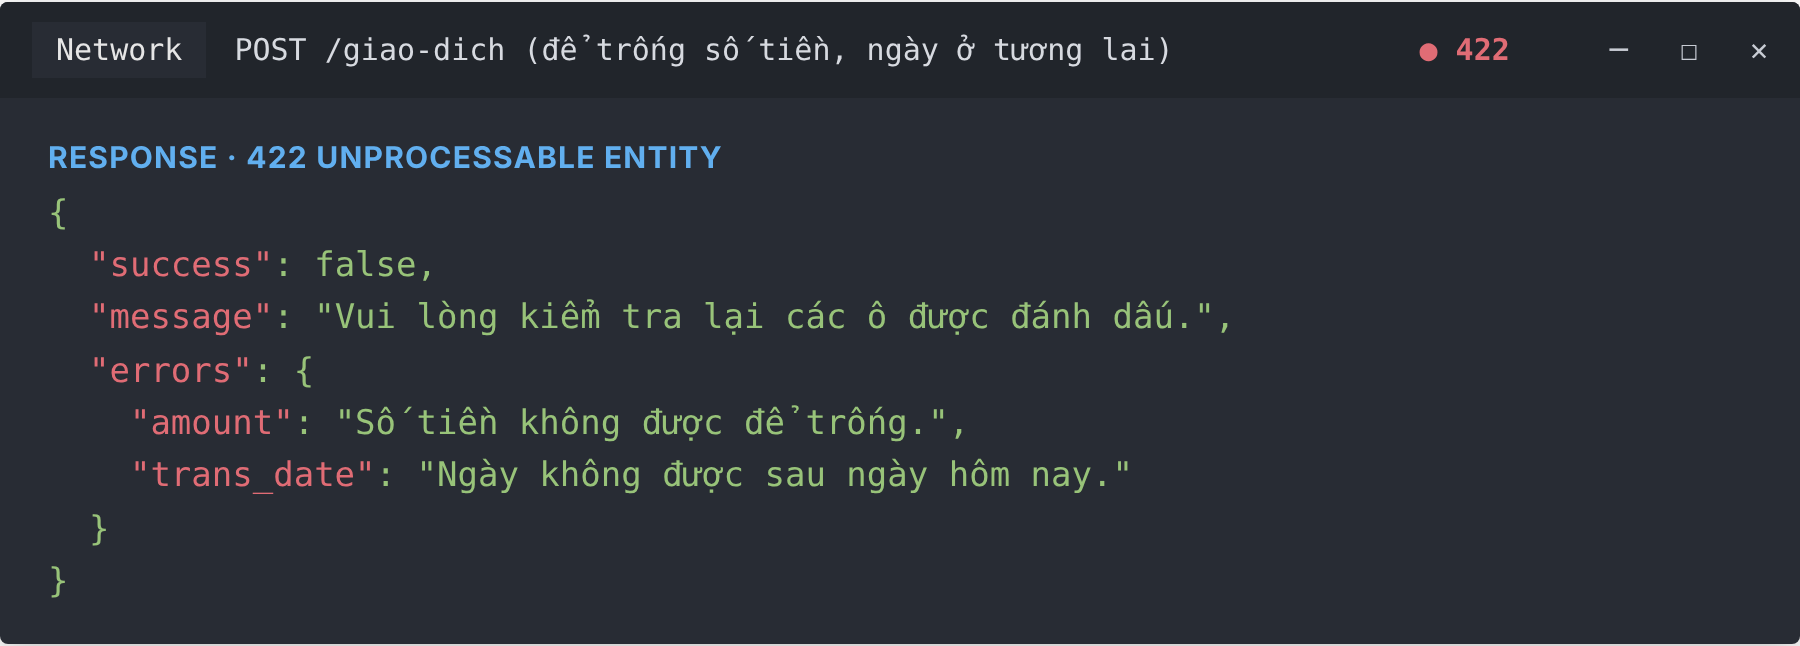 Network POST /giao-dich (để trống số tiền, ngày ở tương lai) ● 422 − □ ×
RESPONSE · 422 UNPROCESSABLE ENTITY
{
  "success": false,
  "message": "Vui lòng kiểm tra lại các ô được đánh dấu.",
  "errors": {
    "amount": "Số tiền không được để trống.",
    "trans_date": "Ngày không được sau ngày hôm nay."
  }
}